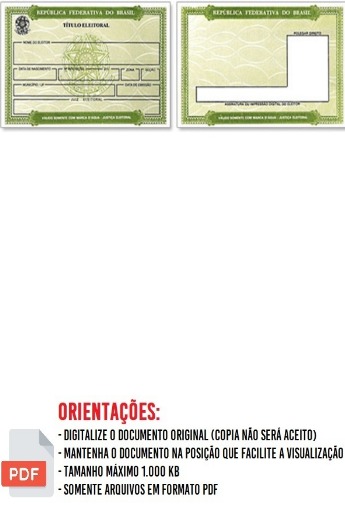 REPÚBLICA FEDERATIVA DO BRASIL
TÍTULO ELEITORAL
NOME DO ELEITOR
DATA DE NASCIMENTO
ZONA
SEÇÃO
MUNICÍPIO / UF
DATA DE EMISSÃO
JUIZ ELEITORAL
VÁLIDO SOMENTE COM MARCA D'ÁGUA - JUSTIÇA ELEITORAL
REPÚBLICA FEDERATIVA DO BRASIL
POLEGAR DIREITO
ASSINATURA OU IMPRESSÃO DIGITAL DO ELEITOR
VÁLIDO SOMENTE COM MARCA D'ÁGUA - JUSTIÇA ELEITORAL
ORIENTAÇÕES:
- DIGITALIZE O DOCUMENTO ORIGINAL (COPIA NÃO SERÁ ACEITO)
- MANTENHA O DOCUMENTO NA POSIÇÃO QUE FACILITE A VISUALIZAÇÃO
- TAMANHO MÁXIMO 1.000 KB
- SOMENTE ARQUIVOS EM FORMATO PDF
PDF